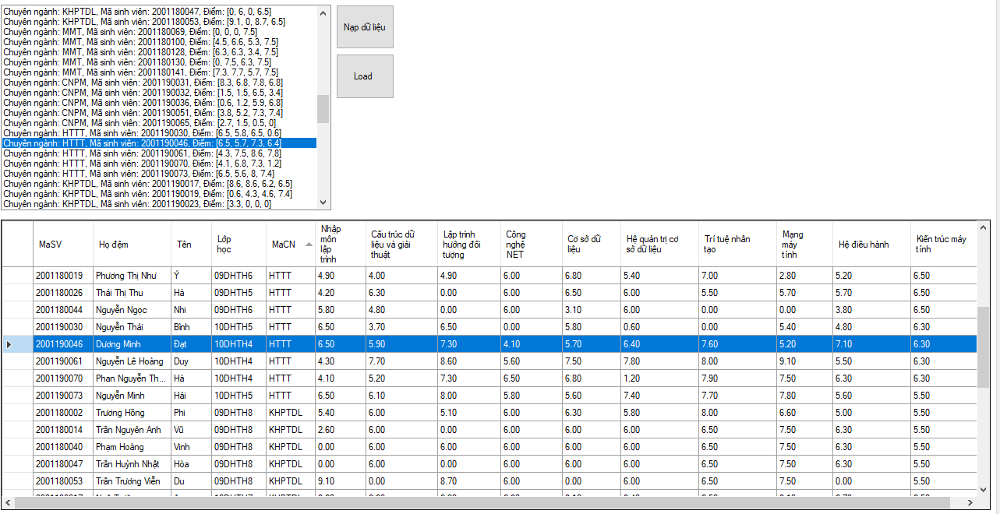 Chuyên ngành: KHPTDL, Mã sinh viên: 2001180047, Điểm: [0, 6, 0, 6.5]
Chuyên ngành: KHPTDL, Mã sinh viên: 2001180053, Điểm: [9.1, 0, 8.7, 6.5]
Chuyên ngành: MMT, Mã sinh viên: 2001180069, Điểm: [0, 0, 0, 7.5]
Chuyên ngành: MMT, Mã sinh viên: 2001180100, Điểm: [4.5, 6.6, 5.3, 7.5]
Chuyên ngành: MMT, Mã sinh viên: 2001180128, Điểm: [6.3, 6.3, 3.4, 7.5]
Chuyên ngành: MMT, Mã sinh viên: 2001180130, Điểm: [0, 7.5, 6.3, 7.5]
Chuyên ngành: MMT, Mã sinh viên: 2001180141, Điểm: [7.3, 7.7, 5.7, 7.5]
Chuyên ngành: CNPM, Mã sinh viên: 2001190031, Điểm: [8.3, 6.8, 7.8, 6.8]
Chuyên ngành: CNPM, Mã sinh viên: 2001190032, Điểm: [1.5, 1.5, 6.5, 3.4]
Chuyên ngành: CNPM, Mã sinh viên: 2001190036, Điểm: [0.6, 1.2, 5.9, 6.8]
Chuyên ngành: CNPM, Mã sinh viên: 2001190051, Điểm: [3.8, 5.2, 7.3, 7.4]
Chuyên ngành: CNPM, Mã sinh viên: 2001190065, Điểm: [2.7, 1.5, 0.5, 0]
Chuyên ngành: HTTT, Mã sinh viên: 2001190030, Điểm: [6.5, 5.8, 6.5, 0.6]
Chuyên ngành: HTTT, Mã sinh viên: 2001190046, Điểm: [6.5, 5.7, 7.3, 6.4]
Chuyên ngành: HTTT, Mã sinh viên: 2001190061, Điểm: [4.3, 7.5, 8.6, 7.8]
Chuyên ngành: HTTT, Mã sinh viên: 2001190070, Điểm: [4.1, 6.8, 7.3, 1.2]
Chuyên ngành: HTTT, Mã sinh viên: 2001190073, Điểm: [6.5, 5.6, 8, 7.4]
Chuyên ngành: KHPTDL, Mã sinh viên: 2001190017, Điểm: [8.6, 8.6, 6.2, 6.5]
Chuyên ngành: KHPTDL, Mã sinh viên: 2001190019, Điểm: [0.6, 4.3, 4.6, 7.4]
Chuyên ngành: KHPTDL, Mã sinh viên: 2001190023, Điểm: [3.3, 0, 0, 0]
Nạp dữ liệu
Load
MaSV Họ đệm Tên Lớp học MaCN Nhập môn lập trình Cấu trúc dữ liệu và giải thuật Lập trình hướng đối tượng Công nghệ NET Cơ sở dữ liệu Hệ quản trị cơ sở dữ liệu Trí tuệ nhân tạo Mạng máy tính Hệ điều hành Kiến trúc máy tính
2001180019 Phương Thị Như Ý 09DHTH6 HTTT 4.90 4.00 4.90 6.00 6.80 5.40 7.00 2.80 5.20 6.50
2001180026 Thái Thị Thu Hà 09DHTH5 HTTT 4.20 6.30 0.00 6.00 6.50 6.00 5.50 5.70 5.70 6.50
2001180044 Nguyễn Ngọc Nhi 09DHTH6 HTTT 5.80 4.80 0.00 6.00 3.10 6.00 0.00 0.00 3.80 6.50
2001190030 Nguyễn Thái Bình 10DHTH5 HTTT 6.50 3.70 6.50 0.00 5.80 0.60 0.00 5.40 4.80 6.30
2001190046 Dương Minh Đạt 10DHTH4 HTTT 6.50 5.90 7.30 4.10 5.70 6.40 7.60 5.20 7.10 6.30
2001190061 Nguyễn Lê Hoàng Duy 10DHTH4 HTTT 4.30 7.70 8.60 5.60 7.50 7.80 8.00 9.10 5.50 6.30
2001190070 Phan Nguyễn Th... Hà 10DHTH4 HTTT 4.10 5.20 7.30 6.50 6.80 1.20 7.90 7.50 6.30 6.30
2001190073 Nguyễn Minh Hải 10DHTH5 HTTT 6.50 6.10 8.00 5.80 5.60 7.40 7.70 7.80 5.60 5.50
2001180002 Trương Hồng Phi 09DHTH8 KHPTDL 5.40 6.00 5.10 6.00 6.30 5.80 8.00 6.60 5.00 5.50
2001180014 Trần Nguyên Anh Vũ 09DHTH8 KHPTDL 2.60 6.00 0.00 6.00 6.00 6.00 6.50 7.50 6.30 5.50
2001180040 Phạm Hoàng Vinh 09DHTH8 KHPTDL 0.00 6.00 6.00 6.00 0.00 6.00 6.50 7.50 6.30 5.50
2001180047 Trần Huỳnh Nhật Hòa 09DHTH8 KHPTDL 0.00 6.00 0.00 6.00 6.00 6.00 6.50 7.50 6.30 5.50
2001180053 Trần Trương Viễn Du 09DHTH8 KHPTDL 9.10 0.00 8.70 6.00 0.00 6.00 6.50 7.50 0.00 5.50